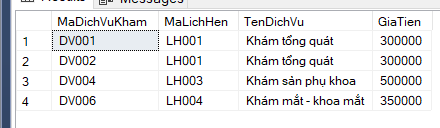 Messages
MaDichVuKham MaLichHen TenDichVu GiaTien
1 DV001 LH001 Khám tổng quát 300000
2 DV002 LH001 Khám tổng quát 300000
3 DV004 LH003 Khám sản phụ khoa 500000
4 DV006 LH004 Khám mắt - khoa mắt 350000